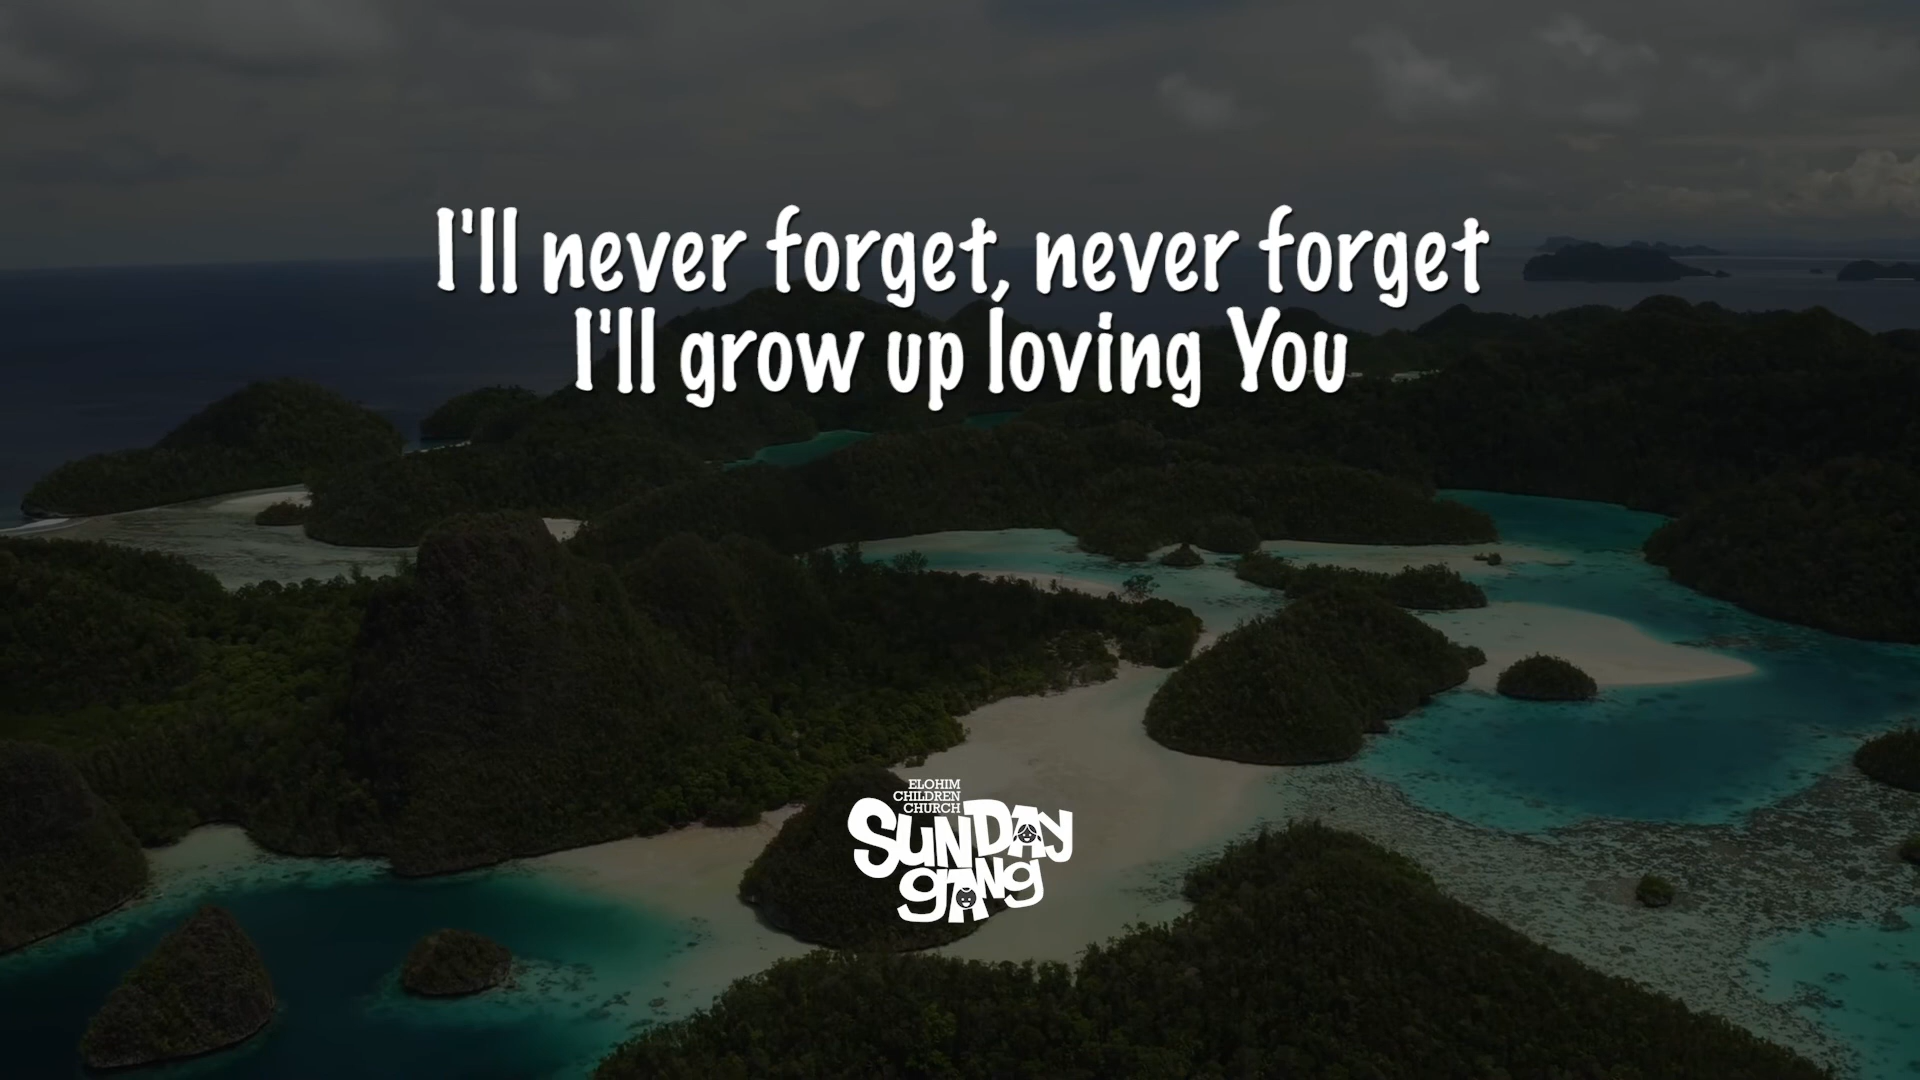 I'll never forget, never forget
I'll grow up loving You
ELOHIM
CHILDREN
CHURCH
SUNDAY
gANg